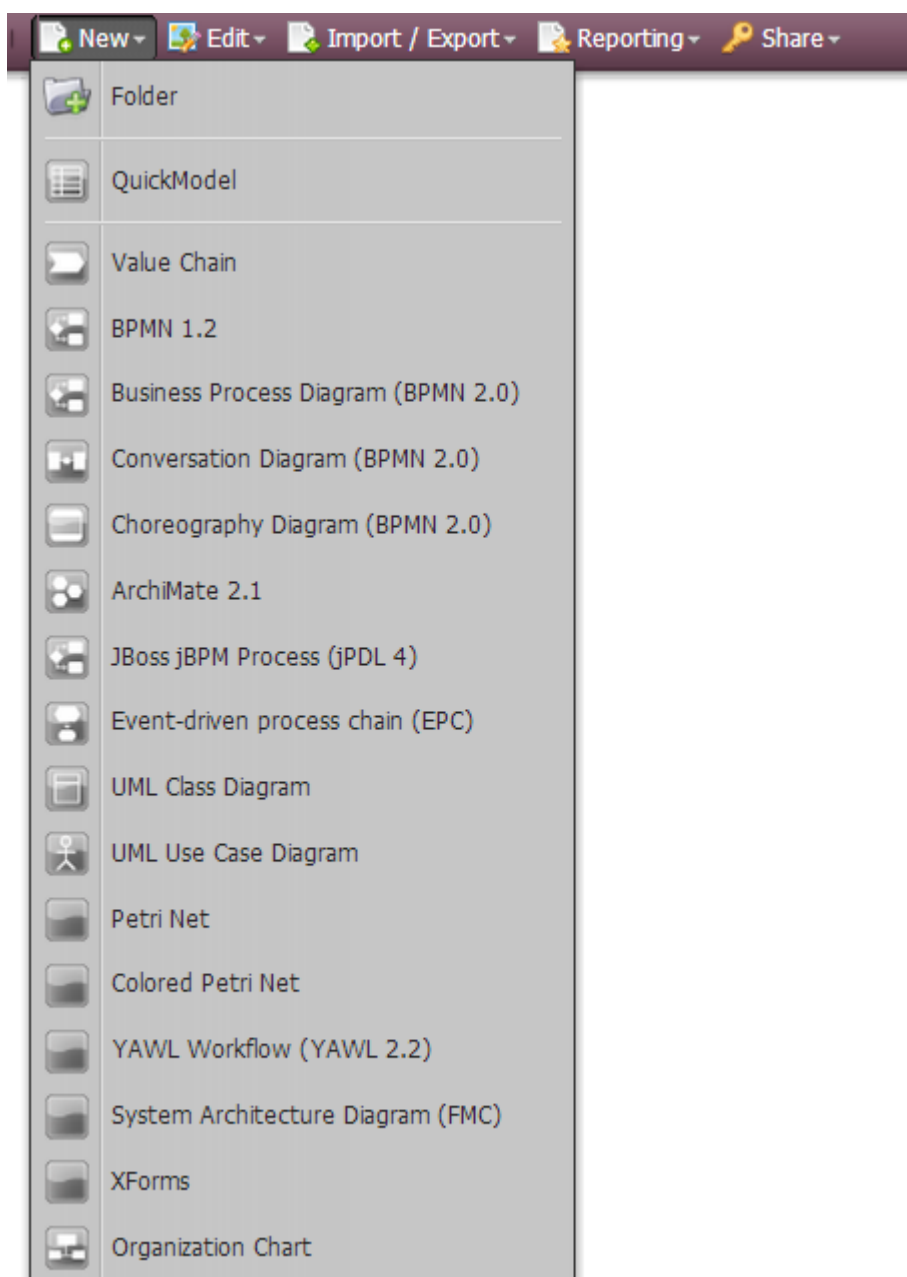 New Edit Import / Export Reporting Share
Folder
QuickModel
Value Chain
BPMN 1.2
Business Process Diagram (BPMN 2.0)
Conversation Diagram (BPMN 2.0)
Choreography Diagram (BPMN 2.0)
ArchiMate 2.1
JBoss jBPM Process (jPDL 4)
Event-driven process chain (EPC)
UML Class Diagram
UML Use Case Diagram
Petri Net
Colored Petri Net
YAWL Workflow (YAWL 2.2)
System Architecture Diagram (FMC)
XForms
Organization Chart